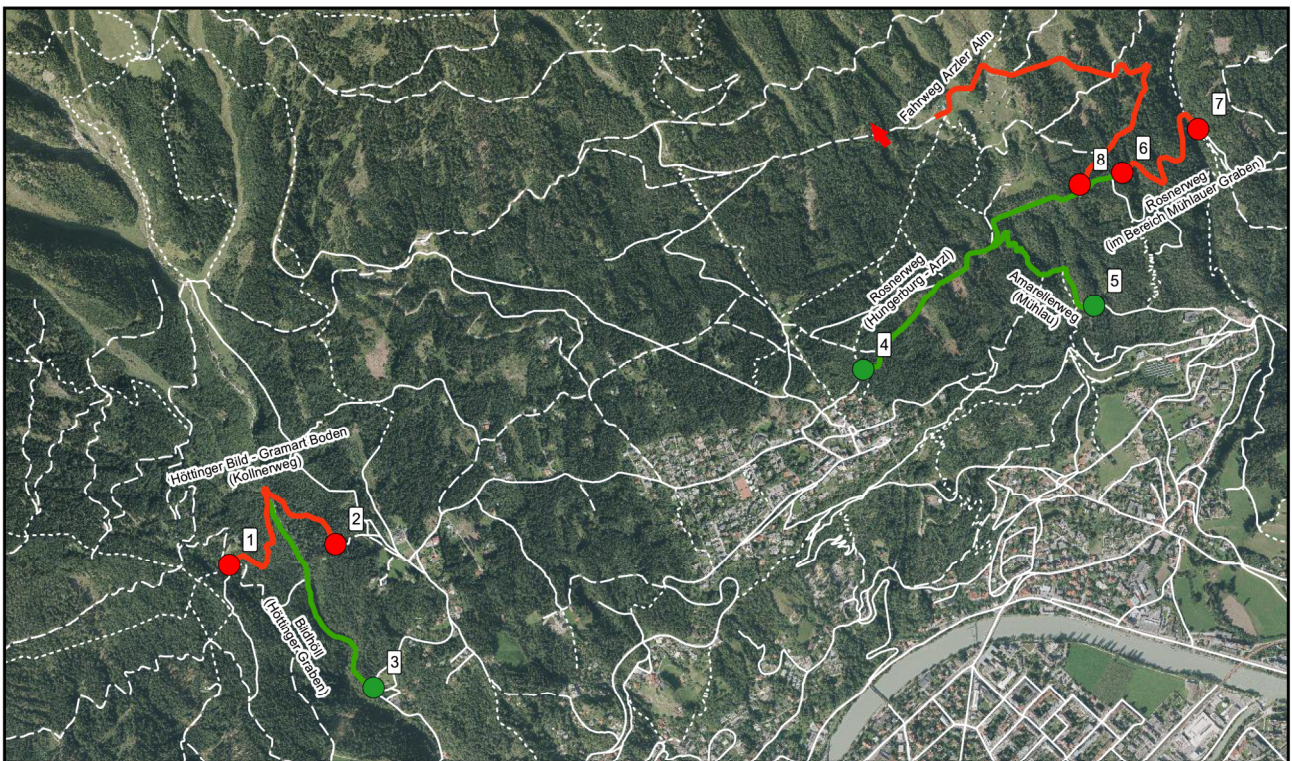 Fahrweg Arzler Alm
7
6
8
Rosnerweg
(im Bereich Mühlauer Graben)
Rosnerweg
(Hungerburg - Arzl)
Amarellerweg
(Mühlau)
5
4
Höttinger Bild - Gramart Boden
(Kollnerweg)
2
1
Bildhöll
(Höttinger Graben)
3